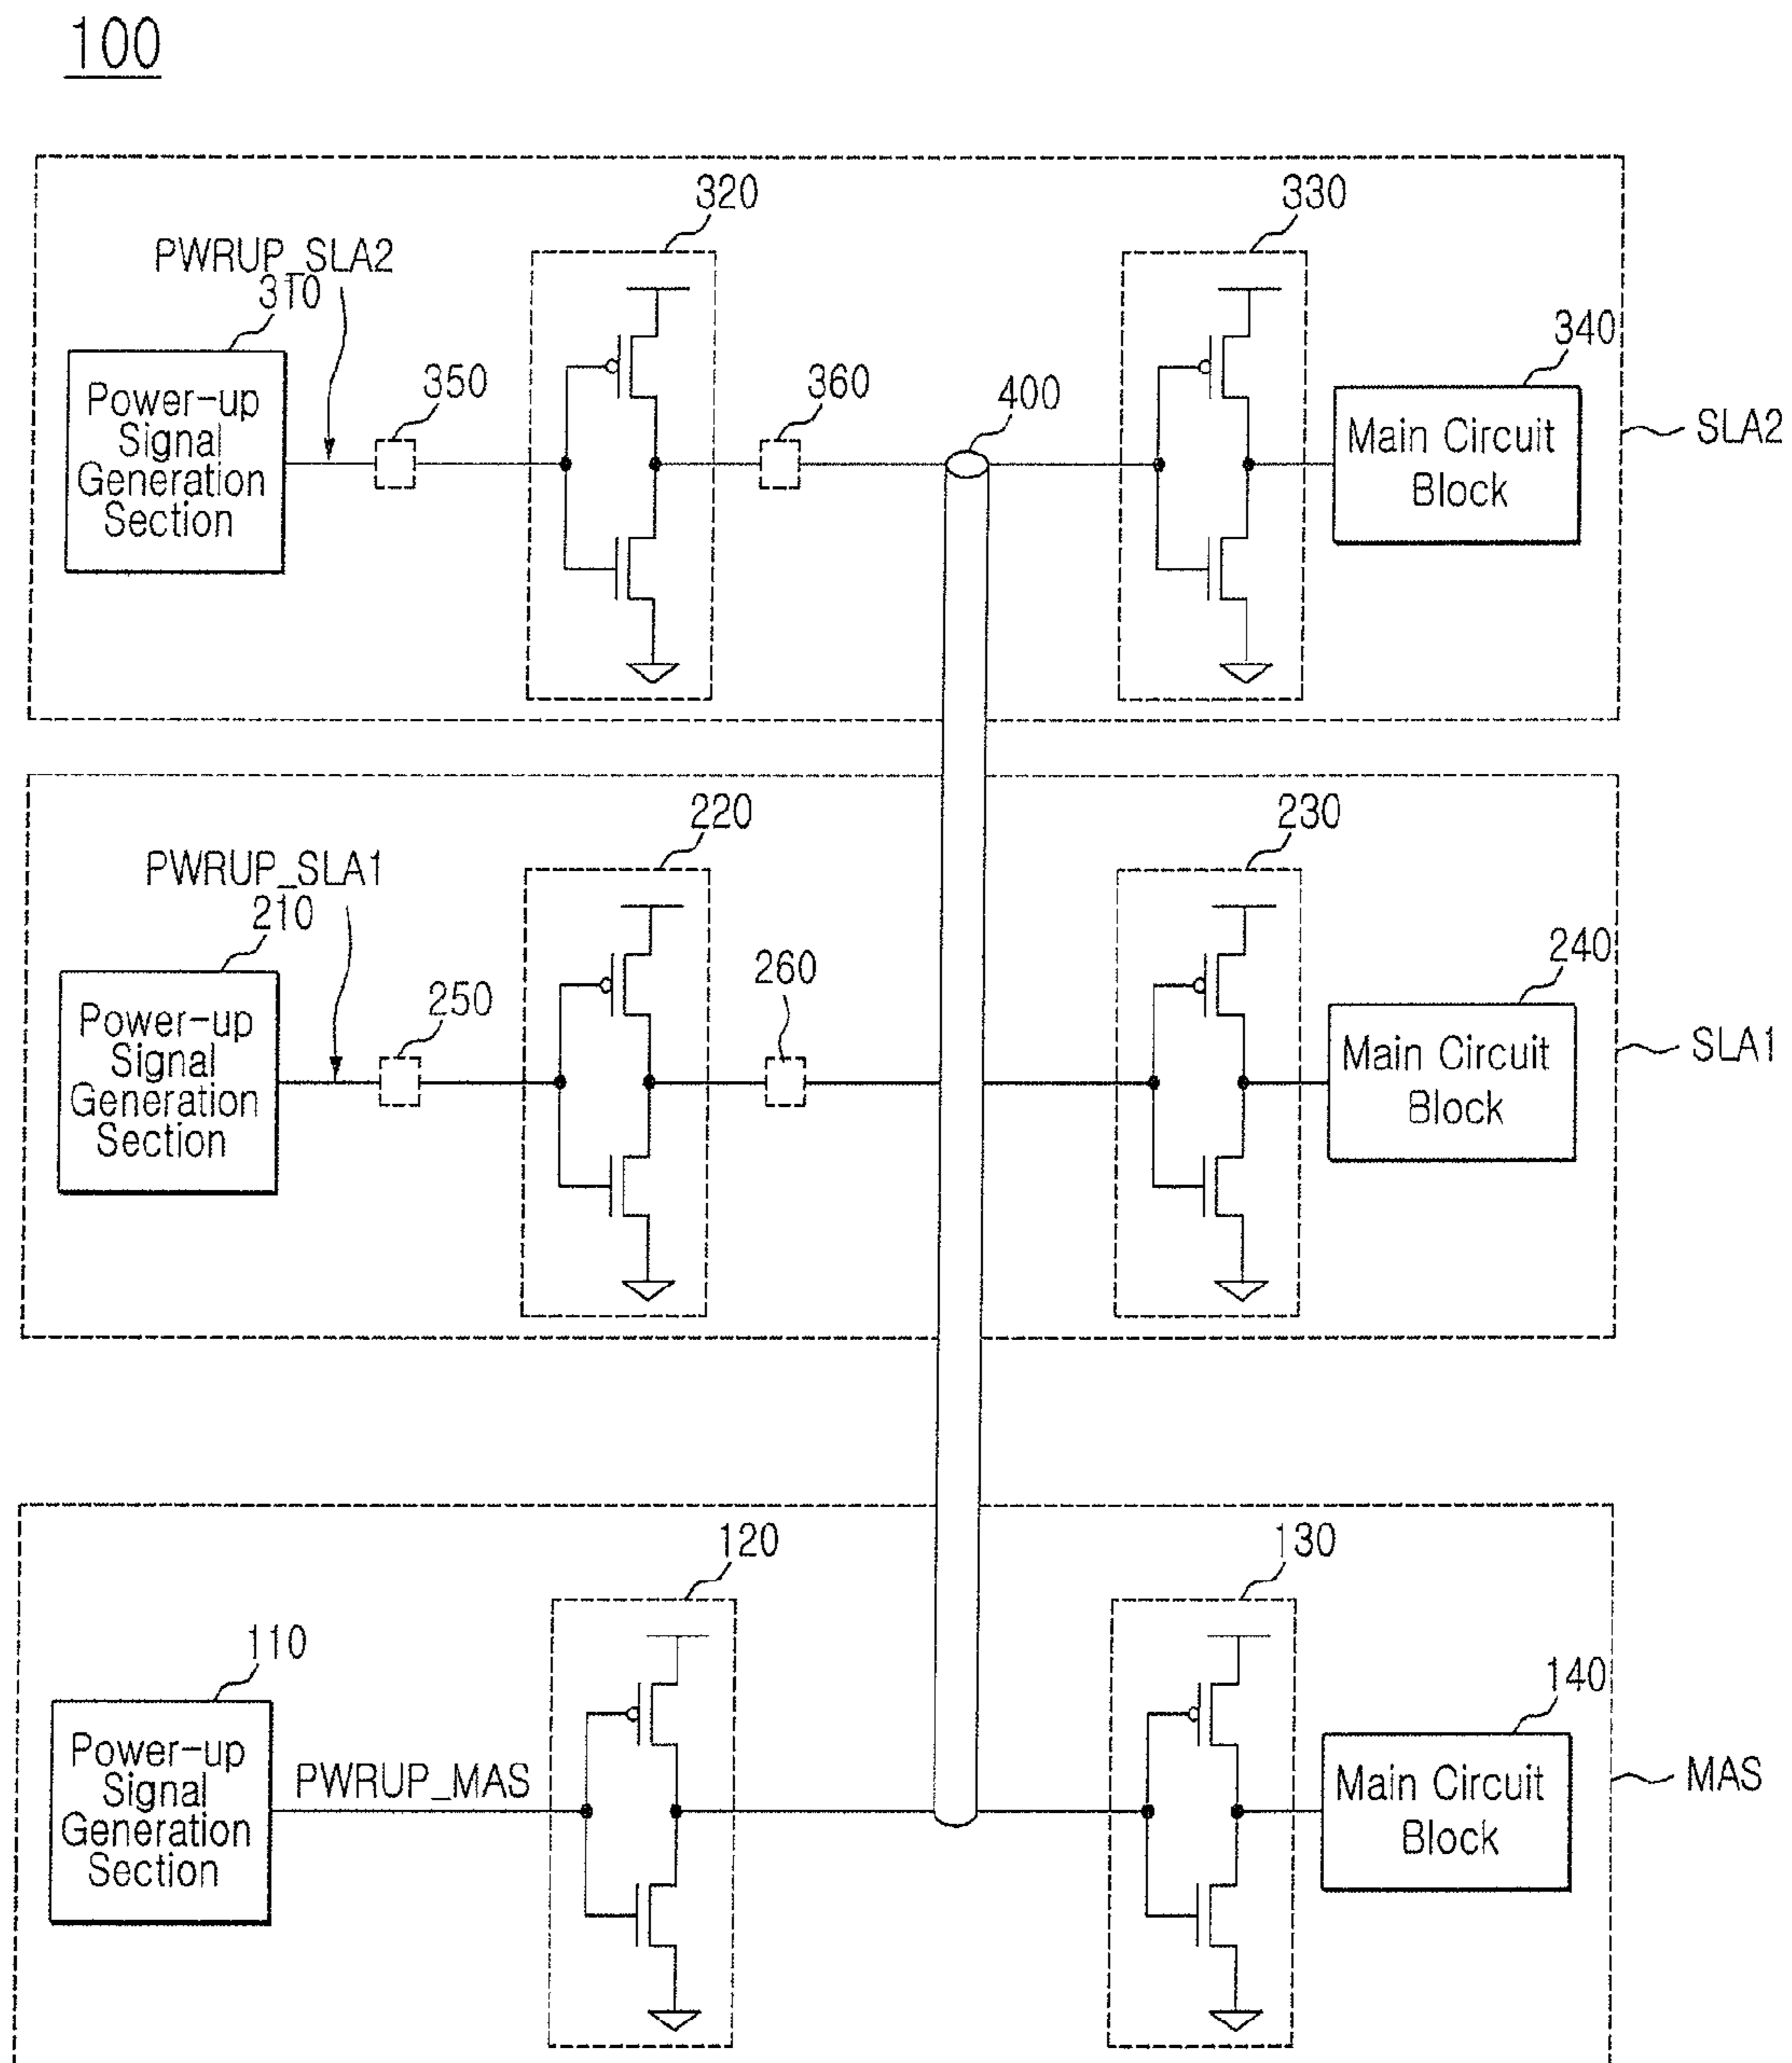 100
320
330
PWRUP_SLA2
310
340
Power-up
Signal
Generation
Section
350
360
400
Main Circuit
Block
SLA2
220
230
PWRUP_SLA1
210
240
Power-up
Signal
Generation
Section
250
260
Main Circuit
Block
SLA1
120
130
110
140
Power-up
Signal
Generation
Section
PWRUP_MAS
Main Circuit
Block
MAS